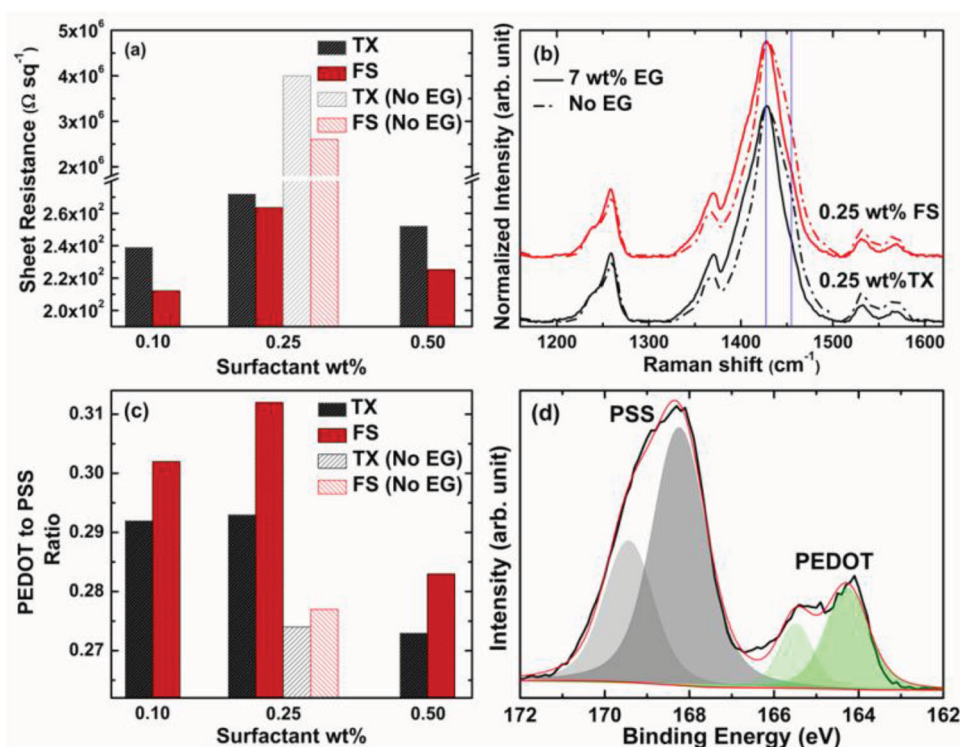 (a)
TX
FS
TX (No EG)
FS (No EG)
5x10⁶
4x10⁶
3x10⁶
2x10⁶
2.6x10²
2.4x10²
2.2x10²
2.0x10²
Sheet Resistance (Ω sq⁻¹)
0.10 0.25 0.50
Surfactant wt%
(b)
7 wt% EG
No EG
0.25 wt% FS
0.25 wt%TX
Normalized Intensity (arb. unit)
1200 1300 1400 1500 1600
Raman shift (cm⁻¹)
(c)
TX
FS
TX (No EG)
FS (No EG)
0.31
0.30
0.29
0.28
0.27
PEDOT to PSS
Ratio
0.10 0.25 0.50
Surfactant wt%
(d)
PSS
PEDOT
Intensity (arb. unit)
172 170 168 166 164 162
Binding Energy (eV)